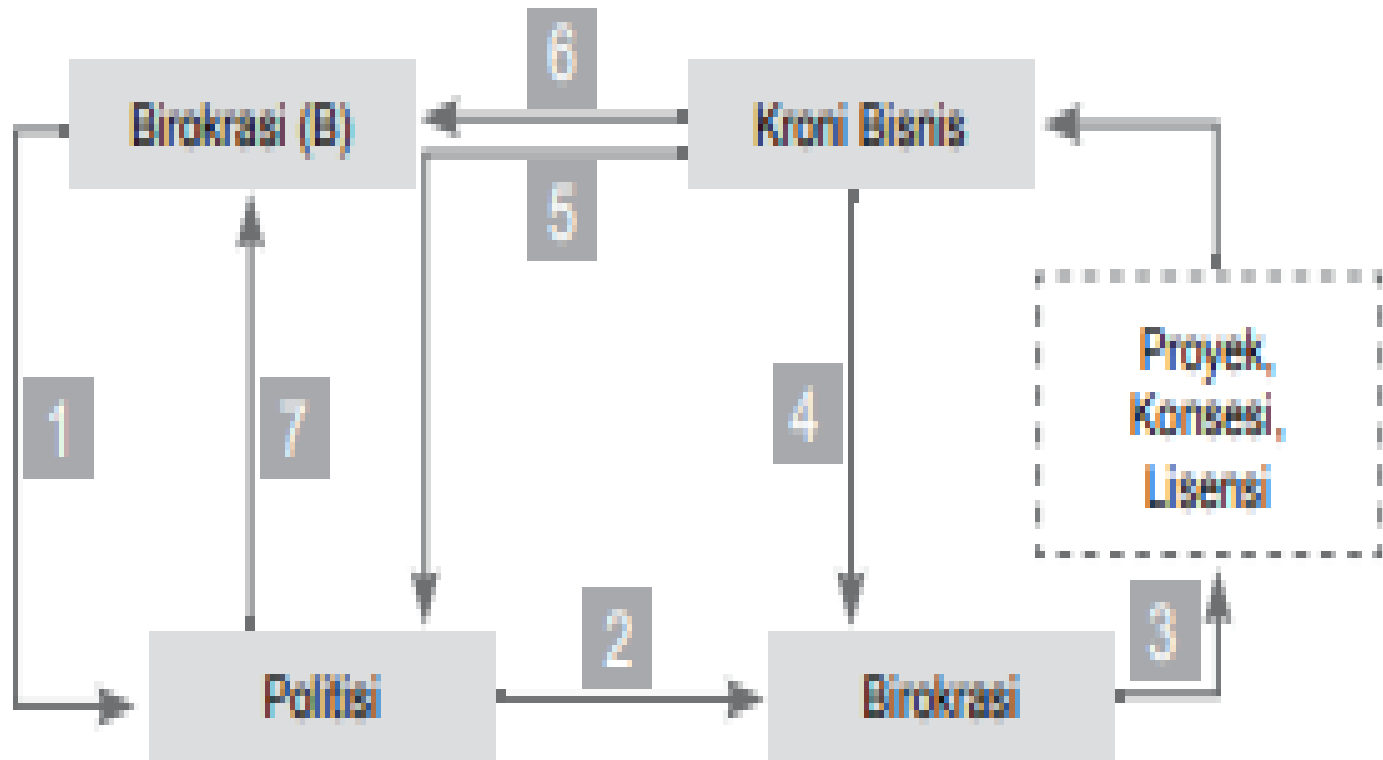 6
Birokrasi (B)
Kroni Bisnis
5
Proyek,
Konsesi,
Lisensi
1
7
4
2
3
Politisi
Birokrasi